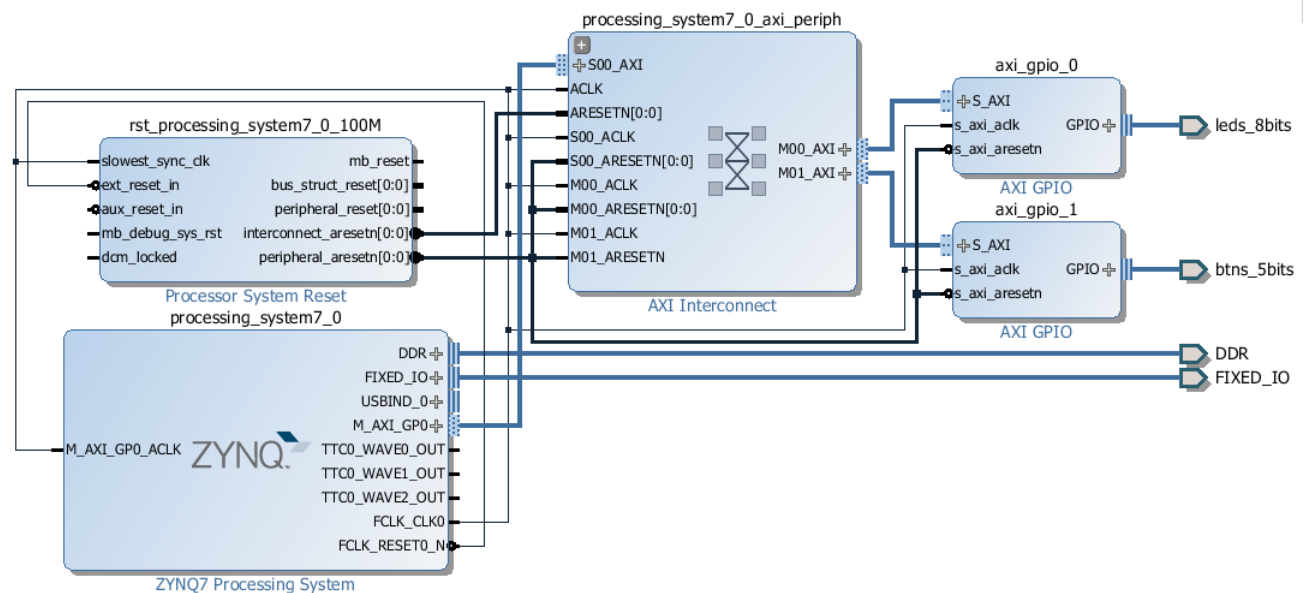 processing_system7_0_axi_periph
S00_AXI
ACLK
ARESETN[0:0]
S00_ACLK
S00_ARESETN[0:0]
M00_ACLK
M00_ARESETN[0:0]
M01_ACLK
M01_ARESETN
M00_AXI
M01_AXI
AXI Interconnect
axi_gpio_0
S_AXI
s_axi_aclk
s_axi_aresetn
GPIO
AXI GPIO
leds_8bits
axi_gpio_1
S_AXI
s_axi_aclk
s_axi_aresetn
GPIO
AXI GPIO
btns_5bits
rst_processing_system7_0_100M
slowest_sync_clk
ext_reset_in
aux_reset_in
mb_debug_sys_rst
dcm_locked
mb_reset
bus_struct_reset[0:0]
peripheral_reset[0:0]
interconnect_aresetn[0:0]
peripheral_aresetn[0:0]
Processor System Reset
processing_system7_0
M_AXI_GP0_ACLK
ZYNQ
DDR
FIXED_IO
USBIND_0
M_AXI_GP0
TTC0_WAVE0_OUT
TTC0_WAVE1_OUT
TTC0_WAVE2_OUT
FCLK_CLK0
FCLK_RESET0_N
ZYNQ7 Processing System
DDR
FIXED_IO